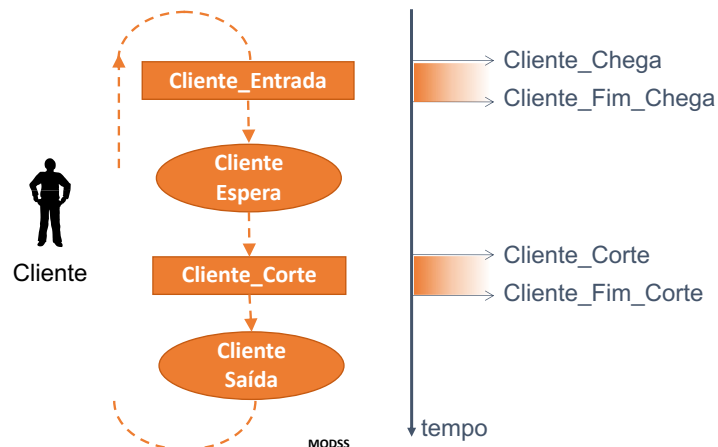 Cliente_Entrada
Cliente
Espera
Cliente
Cliente_Corte
Cliente
Saída
MODSS
Cliente_Chega
Cliente_Fim_Chega
Cliente_Corte
Cliente_Fim_Corte
tempo